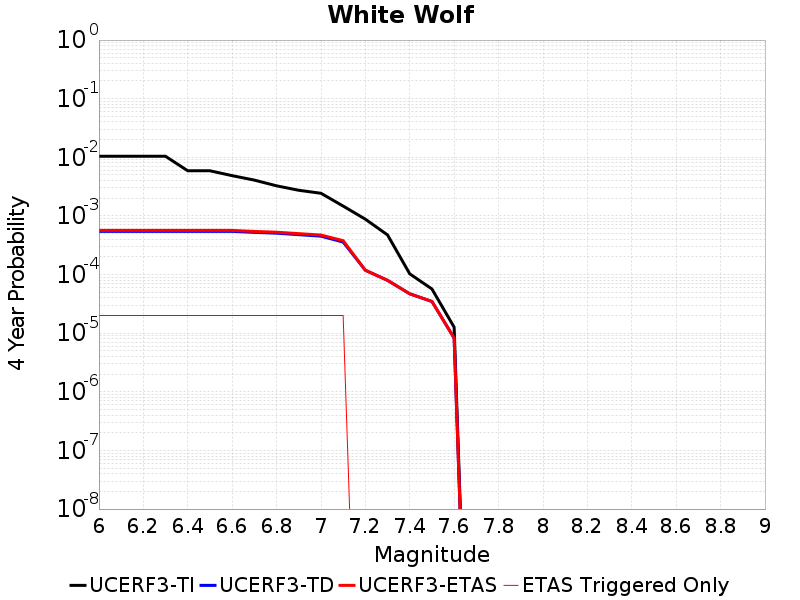 White Wolf
10^0
10^-1
10^-2
10^-3
10^-4
10^-5
10^-6
10^-7
10^-8
4 Year Probability
6 6.2 6.4 6.6 6.8 7 7.2 7.4 7.6 7.8 8 8.2 8.4 8.6 8.8 9
Magnitude
UCERF3-TI UCERF3-TD UCERF3-ETAS ETAS Triggered Only